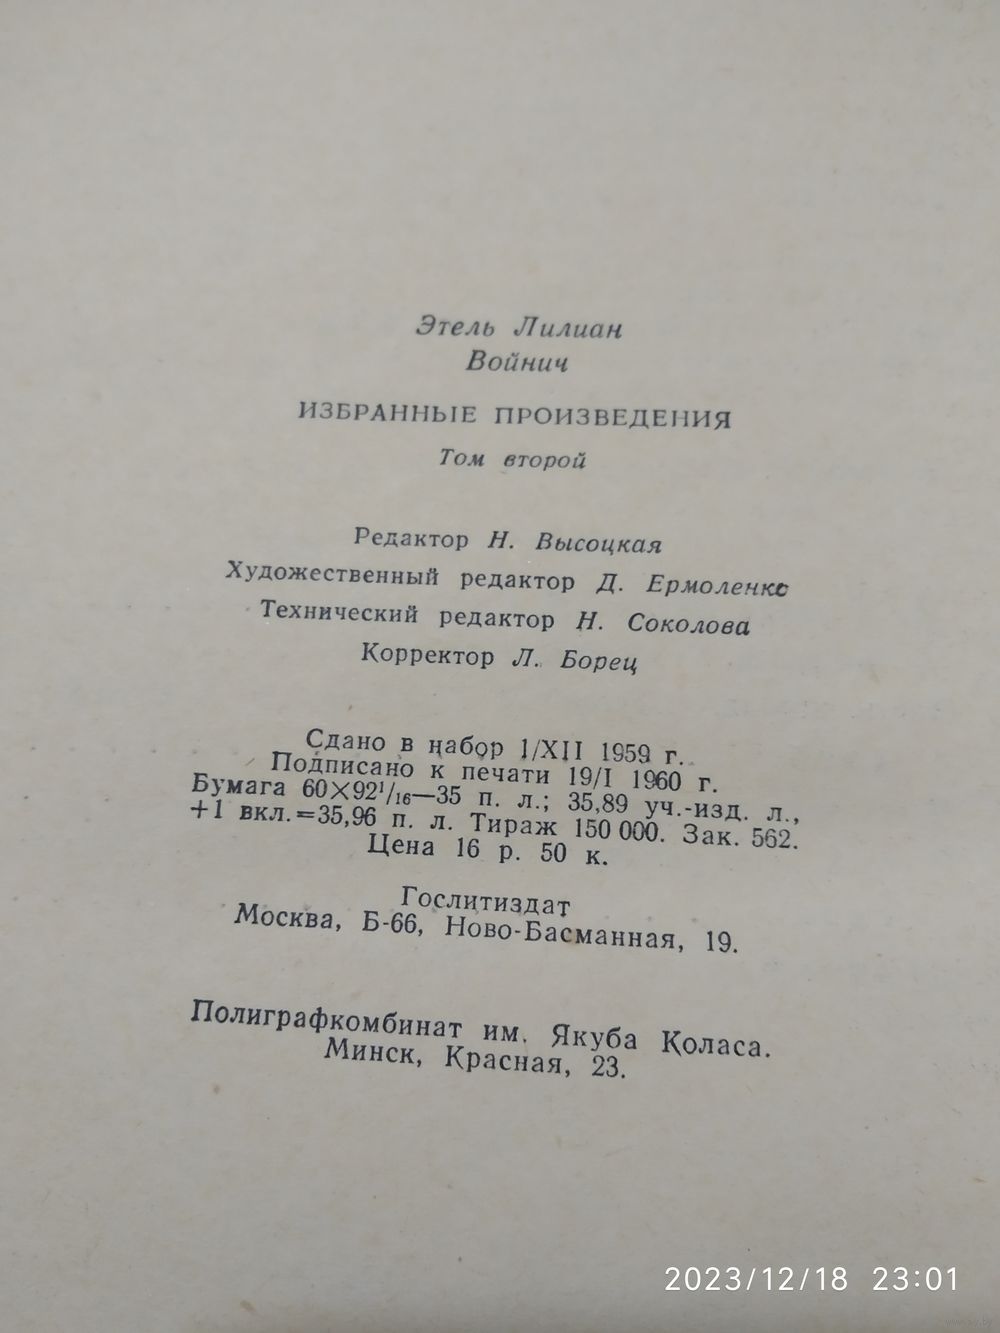 Этель Лилиан
Войнич
ИЗБРАННЫЕ ПРОИЗВЕДЕНИЯ
Том второй
Редактор Н. Высоцкая
Художественный редактор Д. Ермоленко
Технический редактор Н. Соколова
Корректор Л. Борец
Сдано в набор 1/XII 1959 г.
Подписано к печати 19/I 1960 г.
Бумага 60×92¹/₁₆—35 п. л.; 35,89 уч.-изд. л.,
+1 вкл.=35,96 п. л. Тираж 150 000. Зак. 562.
Цена 16 р. 50 к.
Гослитиздат
Москва, Б-66, Ново-Басманная, 19.
Полиграфкомбинат им. Якуба Коласа.
Минск, Красная, 23.
2023/12/18 23:01